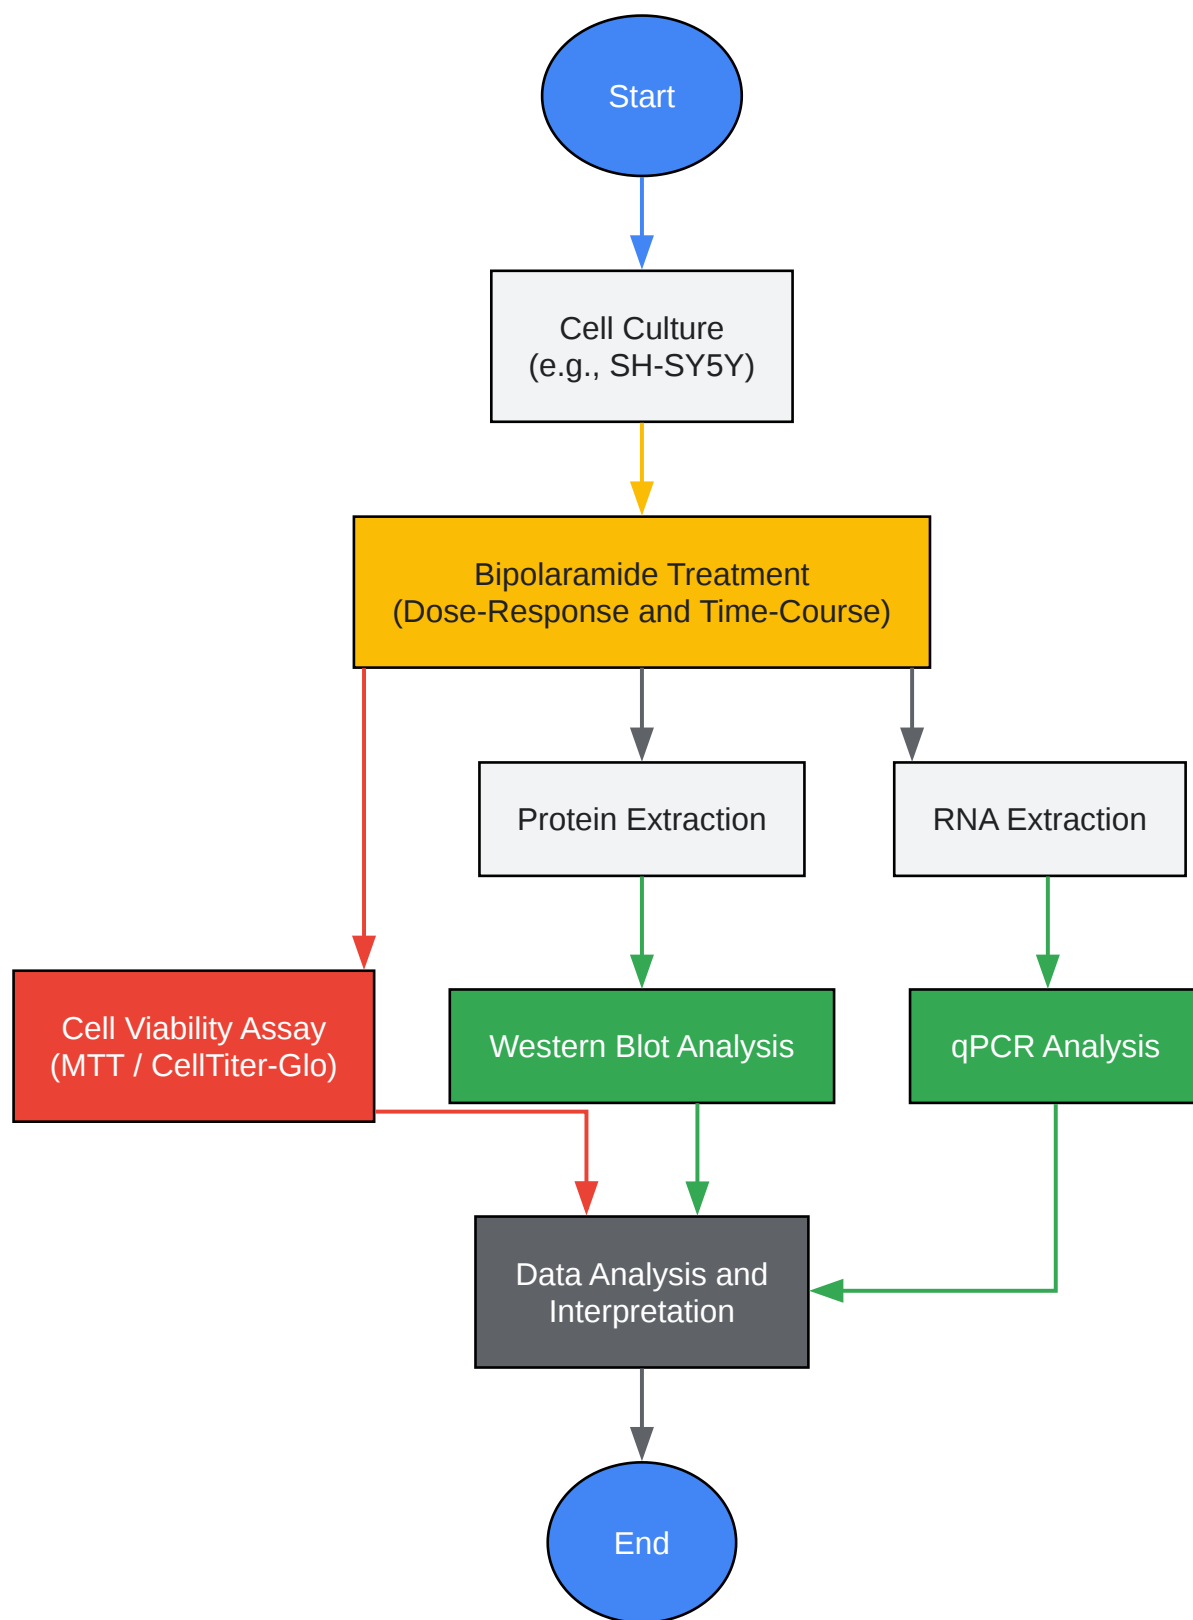 Start
Cell Culture
(e.g., SH-SY5Y)
Bipolaramide Treatment
(Dose-Response and Time-Course)
Protein Extraction
RNA Extraction
Cell Viability Assay
(MTT / CellTiter-Glo)
Western Blot Analysis
qPCR Analysis
Data Analysis and
Interpretation
End